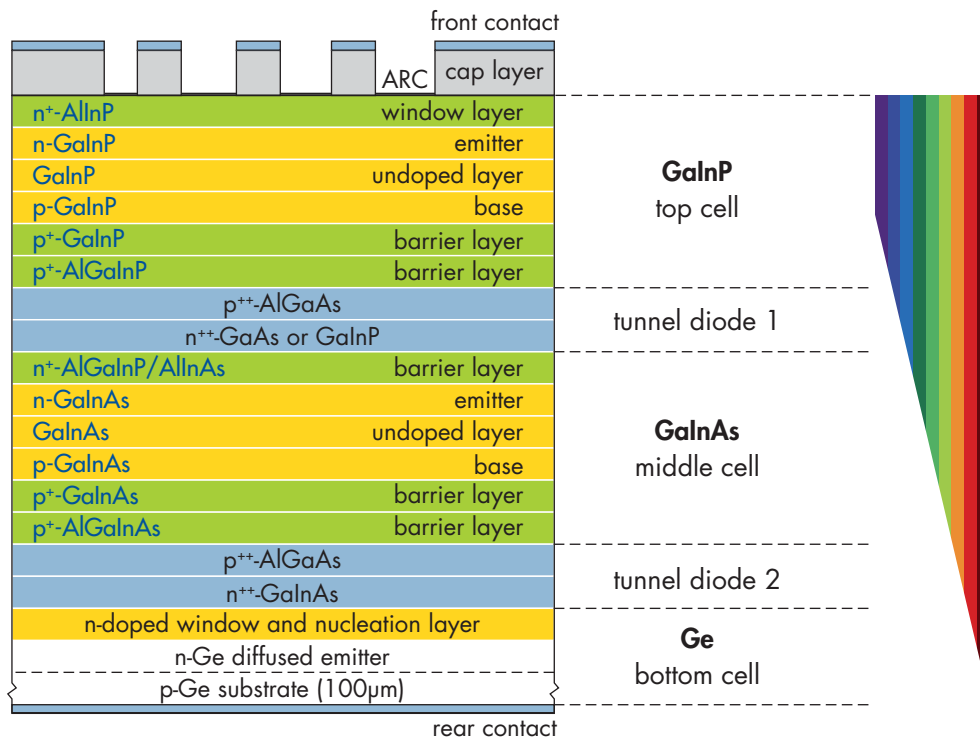 front contact
ARC cap layer
n⁺-AlInP window layer
n-GaInP emitter
GaInP undoped layer
p-GaInP base
p⁺-GaInP barrier layer
p⁺-AlGaInP barrier layer
GaInP
top cell
p⁺⁺-AlGaAs
n⁺⁺-GaAs or GaInP
tunnel diode 1
n⁺-AlGaInP/AlInAs barrier layer
n-GaInAs emitter
GaInAs undoped layer
p-GaInAs base
p⁺-GaInAs barrier layer
p⁺-AlGaInAs barrier layer
GaInAs
middle cell
p⁺⁺-AlGaAs
n⁺⁺-GaInAs
tunnel diode 2
n-doped window and nucleation layer
n-Ge diffused emitter
p-Ge substrate (100µm)
Ge
bottom cell
rear contact